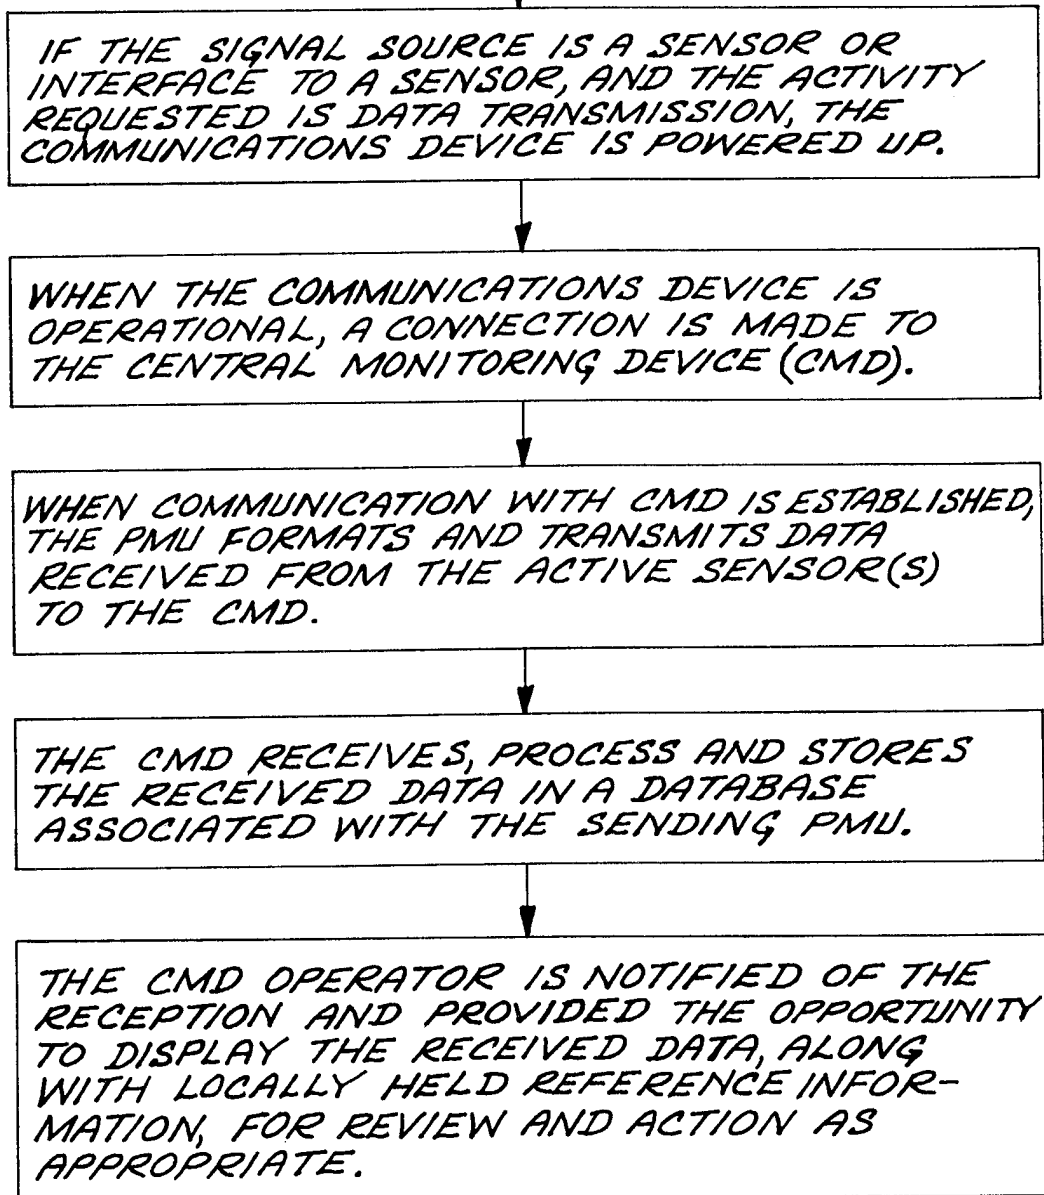 IF THE SIGNAL SOURCE IS A SENSOR OR
INTERFACE TO A SENSOR, AND THE ACTIVITY
REQUESTED IS DATA TRANSMISSION, THE
COMMUNICATIONS DEVICE IS POWERED UP.
WHEN THE COMMUNICATIONS DEVICE IS
OPERATIONAL, A CONNECTION IS MADE TO
THE CENTRAL MONITORING DEVICE (CMD).
WHEN COMMUNICATION WITH CMD IS ESTABLISHED,
THE PMU FORMATS AND TRANSMITS DATA
RECEIVED FROM THE ACTIVE SENSOR(S)
TO THE CMD.
THE CMD RECEIVES, PROCESS AND STORES
THE RECEIVED DATA IN A DATABASE
ASSOCIATED WITH THE SENDING PMU.
THE CMD OPERATOR IS NOTIFIED OF THE
RECEPTION AND PROVIDED THE OPPORTUNITY
TO DISPLAY THE RECEIVED DATA, ALONG
WITH LOCALLY HELD REFERENCE INFOR-
MATION, FOR REVIEW AND ACTION AS
APPROPRIATE.